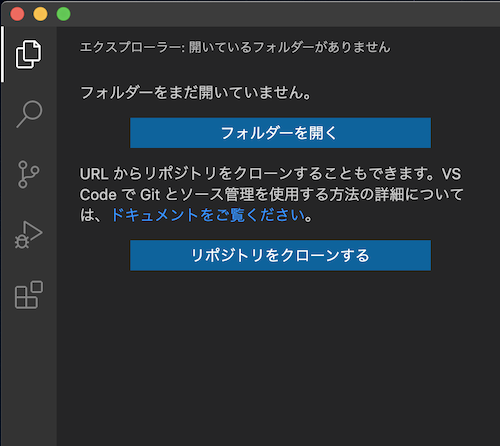 エクスプローラー: 開いているフォルダーがありません
フォルダーをまだ開いていません。
フォルダーを開く
URL からリポジトリをクローンすることもできます。VS
Code で Git とソース管理を使用する方法の詳細について
は、ドキュメントをご覧ください。
リポジトリをクローンする